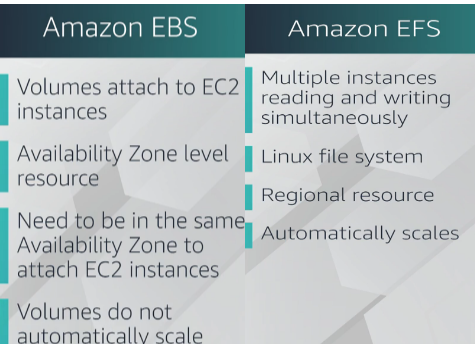 Amazon EBS
Volumes attach to EC2
instances
Availability Zone level
resource
Need to be in the same
Availability Zone to
attach EC2 instances
Volumes do not
automatically scale
Amazon EFS
Multiple instances
reading and writing
simultaneously
Linux file system
Regional resource
Automatically scales